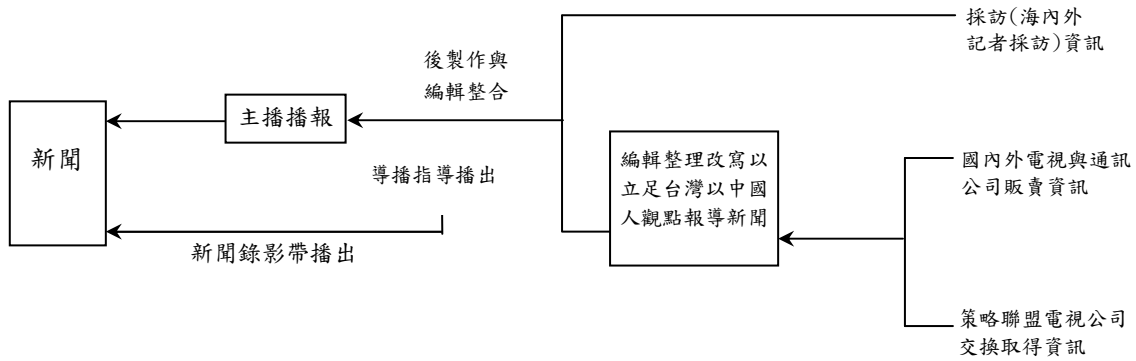 採訪(海內外
記者採訪)資訊
後製作與
編輯整合
主播播報
新聞
導播指導播出
編輯整理改寫以
立足台灣以中國
人觀點報導新聞
國內外電視與通訊
公司販賣資訊
新聞錄影帶播出
策略聯盟電視公司
交換取得資訊